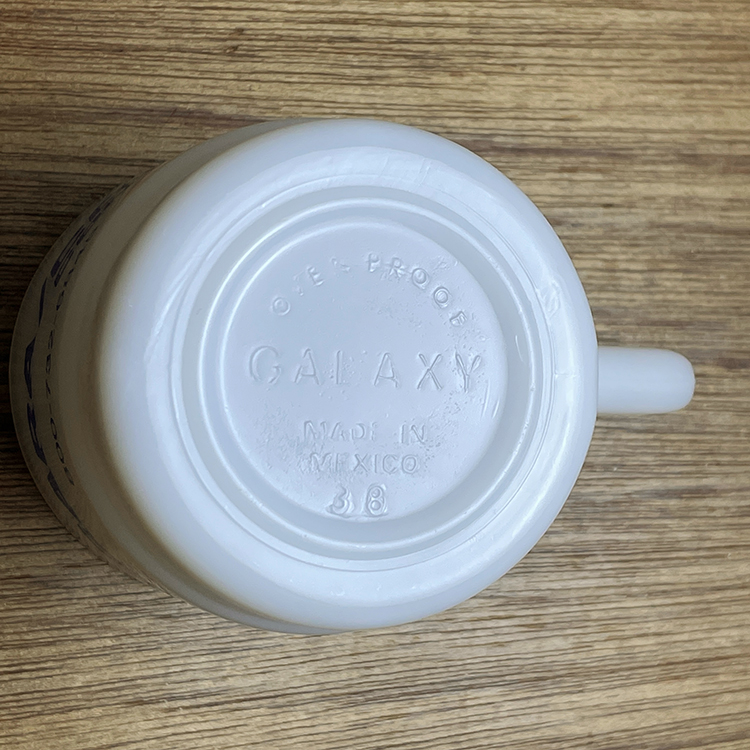 OVEN PROOF
GALAXY
MADE IN
MEXICO
38